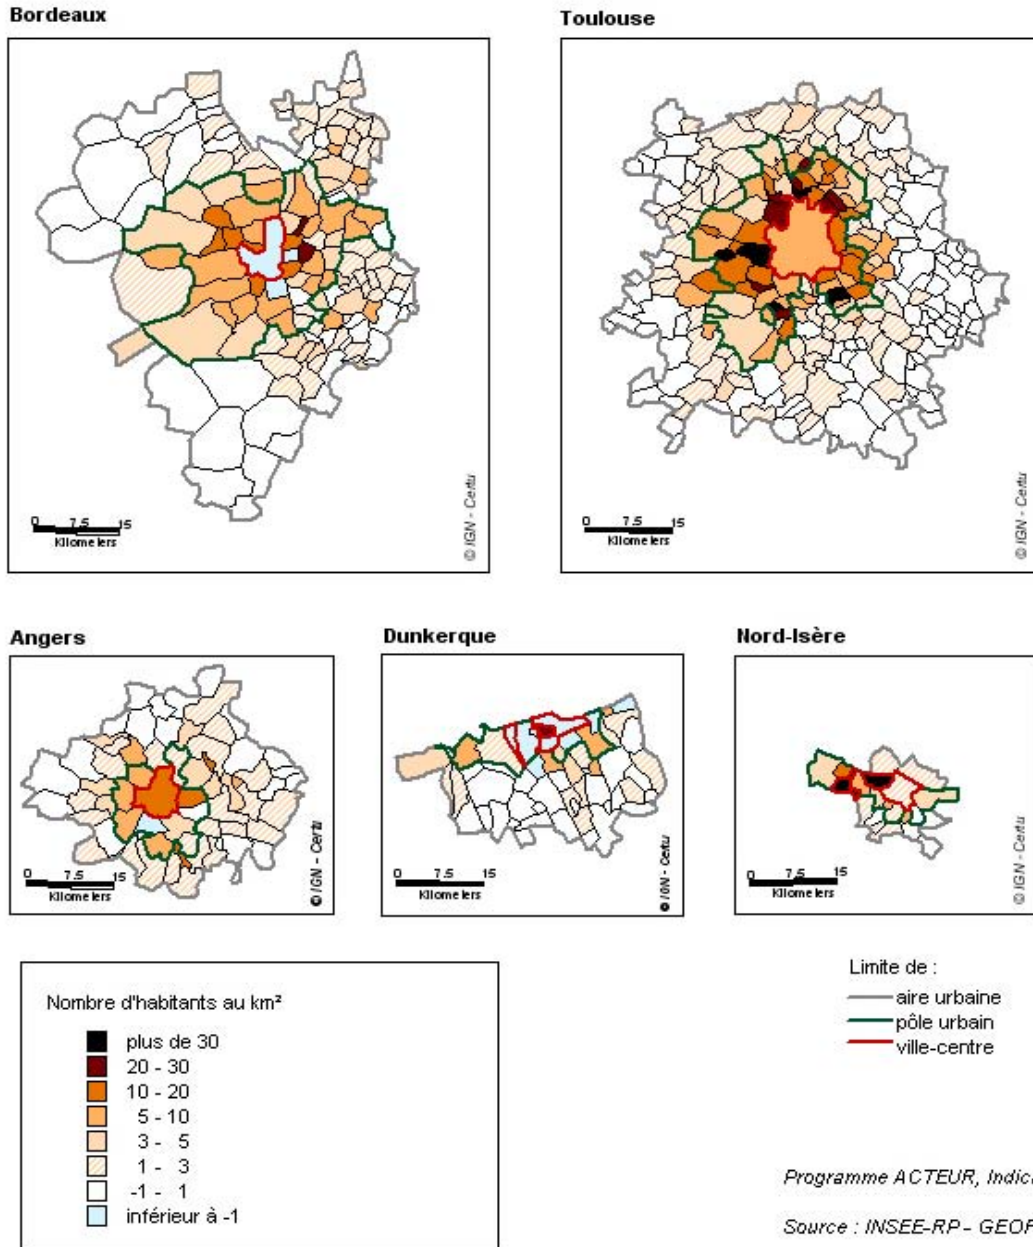 Bordeaux
Toulouse
0 7.5 15
Kilometers
© IGN - Certu
0 7.5 15
Kilometers
© IGN - Certu
Angers
Dunkerque
Nord-Isère
0 7.5 15
Kilometers
© IGN - Certu
0 7.5 15
Kilometers
© IGN - Certu
0 7.5 15
Kilometers
© IGN - Certu
Nombre d'habitants au km²
plus de 30
20 - 30
10 - 20
5 - 10
3 - 5
1 - 3
-1 - 1
inférieur à -1
Limite de :
aire urbaine
pôle urbain
ville-centre
Programme ACTEUR,
Source : INSEE-RP -